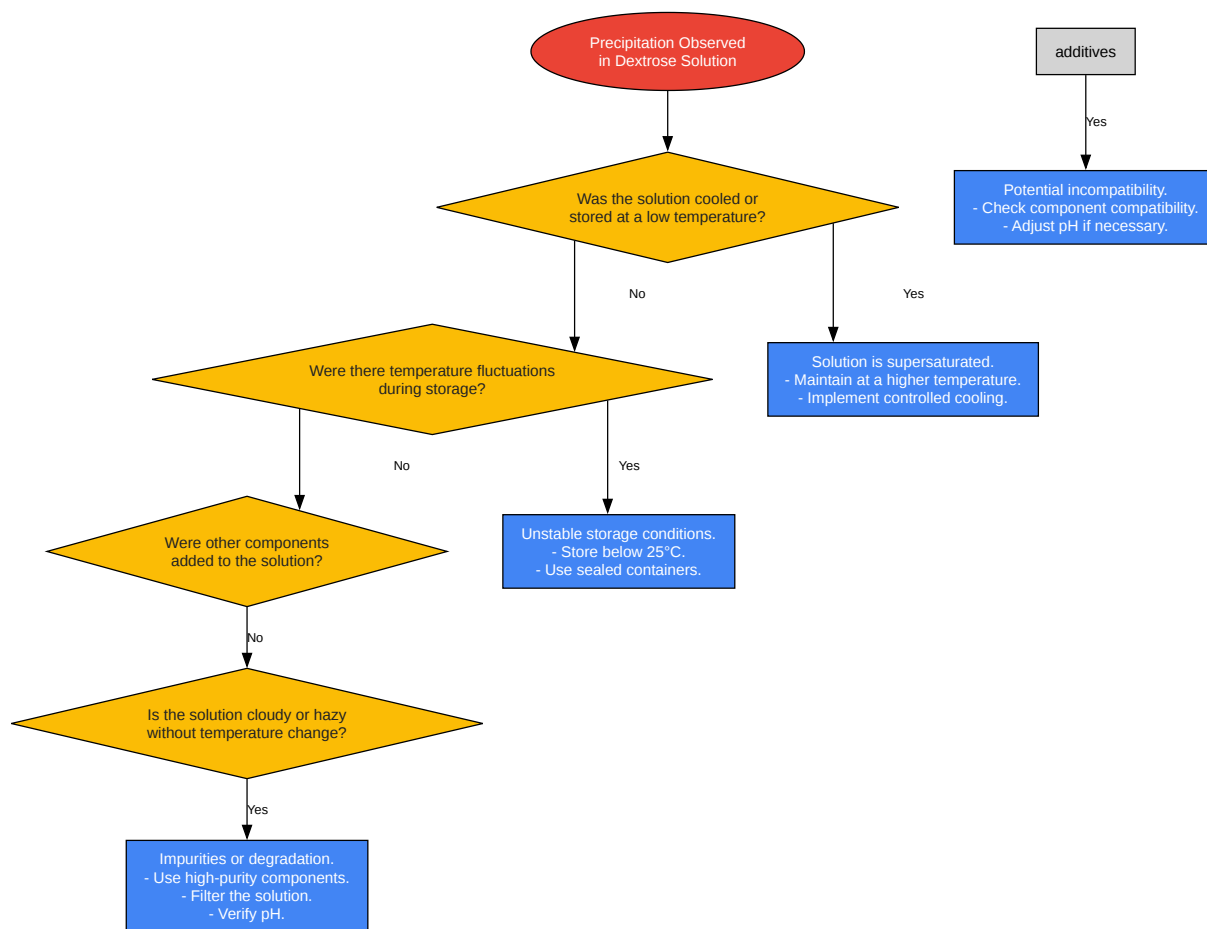 Precipitation Observed
in Dextrose Solution
additives
Yes
Potential incompatibility.
- Check component compatibility.
- Adjust pH if necessary.
Was the solution cooled or
stored at a low temperature?
No
Yes
Solution is supersaturated.
- Maintain at a higher temperature.
- Implement controlled cooling.
Were there temperature fluctuations
during storage?
No
Yes
Unstable storage conditions.
- Store below 25°C.
- Use sealed containers.
Were other components
added to the solution?
No
Is the solution cloudy or hazy
without temperature change?
Yes
Impurities or degradation.
- Use high-purity components.
- Filter the solution.
- Verify pH.